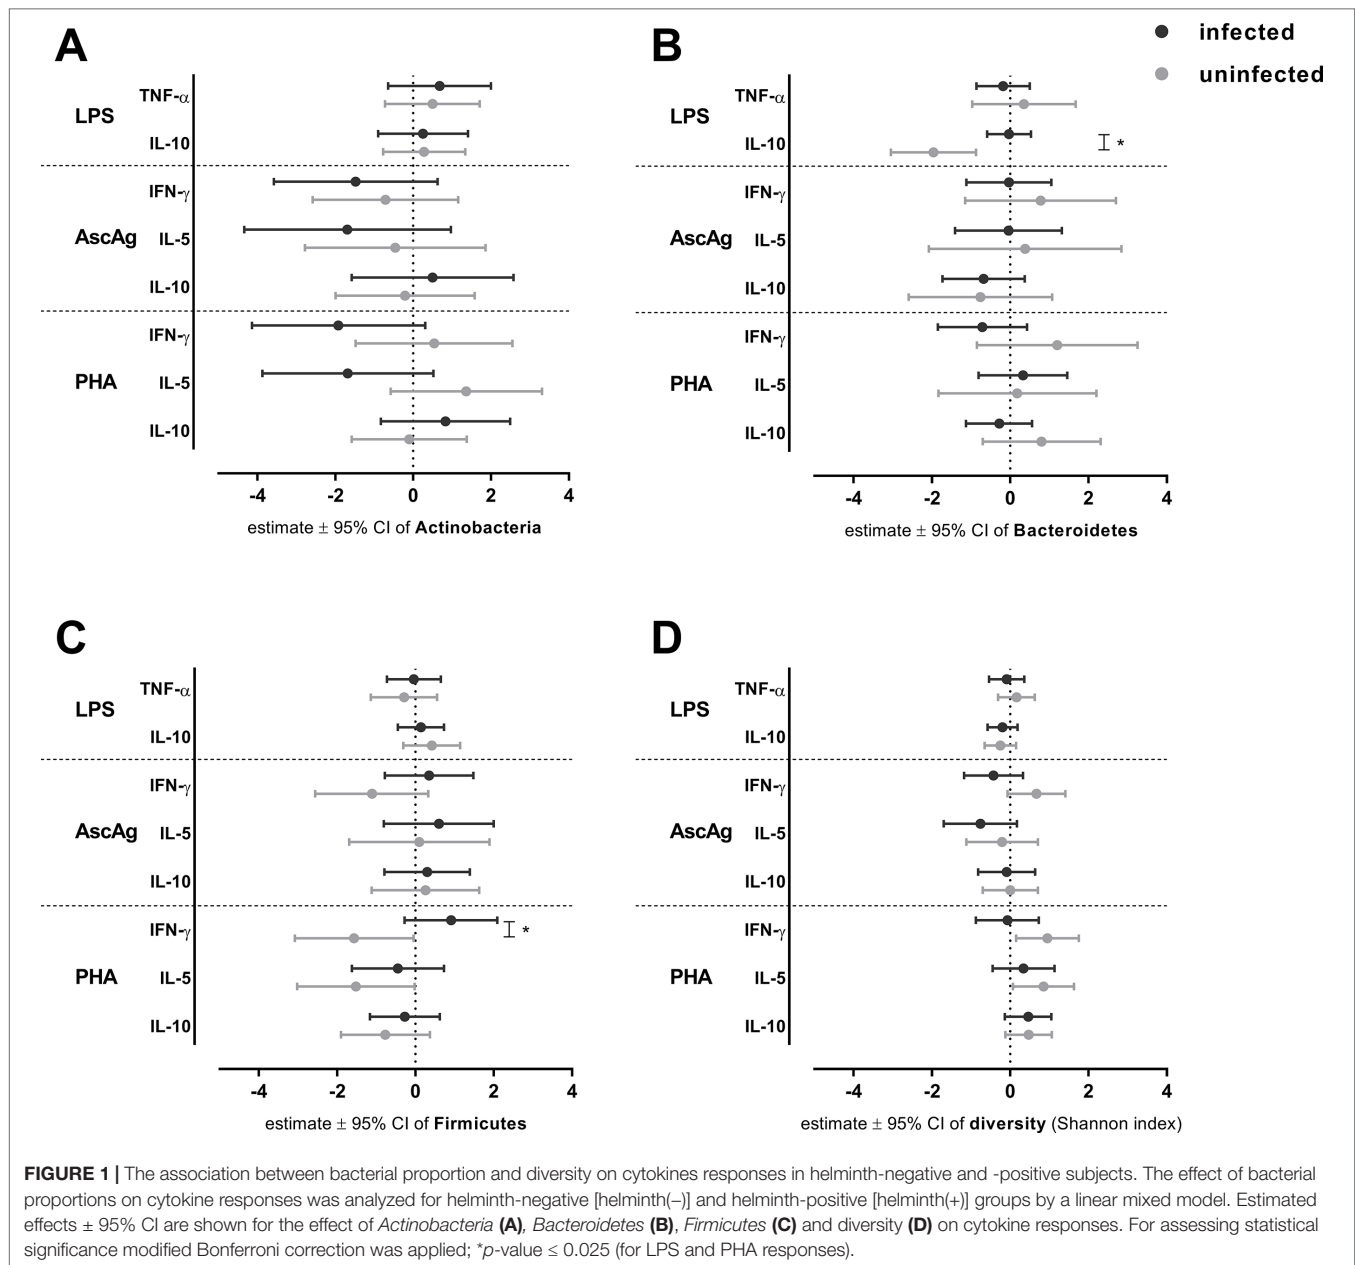 A
LPS
TNF-α
IL-10
AscAg
IFN-γ
IL-5
IL-10
PHA
IFN-γ
IL-5
IL-10
-4 -2 0 2 4
estimate ± 95% CI of Actinobacteria
B
infected
uninfected
LPS
TNF-α
IL-10
*
AscAg
IFN-γ
IL-5
IL-10
PHA
IFN-γ
IL-5
IL-10
-4 -2 0 2 4
estimate ± 95% CI of Bacteroidetes
C
LPS
TNF-α
IL-10
AscAg
IFN-γ
IL-5
IL-10
PHA
IFN-γ
*
IL-5
IL-10
-4 -2 0 2 4
estimate ± 95% CI of Firmicutes
D
LPS
TNF-α
IL-10
AscAg
IFN-γ
IL-5
IL-10
PHA
IFN-γ
IL-5
IL-10
-4 -2 0 2 4
estimate ± 95% CI of diversity (Shannon index)
FIGURE 1 | The association between bacterial proportion and diversity on cytokines responses in helminth-negative and -positive subjects. The effect of bacterial
proportions on cytokine responses was analyzed for helminth-negative [helminth(−)] and helminth-positive [helminth(+)] groups by a linear mixed model. Estimated
effects ± 95% CI are shown for the effect of Actinobacteria (A), Bacteroidetes (B), Firmicutes (C) and diversity (D) on cytokine responses. For assessing statistical
significance modified Bonferroni correction was applied; *p-value ≤ 0.025 (for LPS and PHA responses).